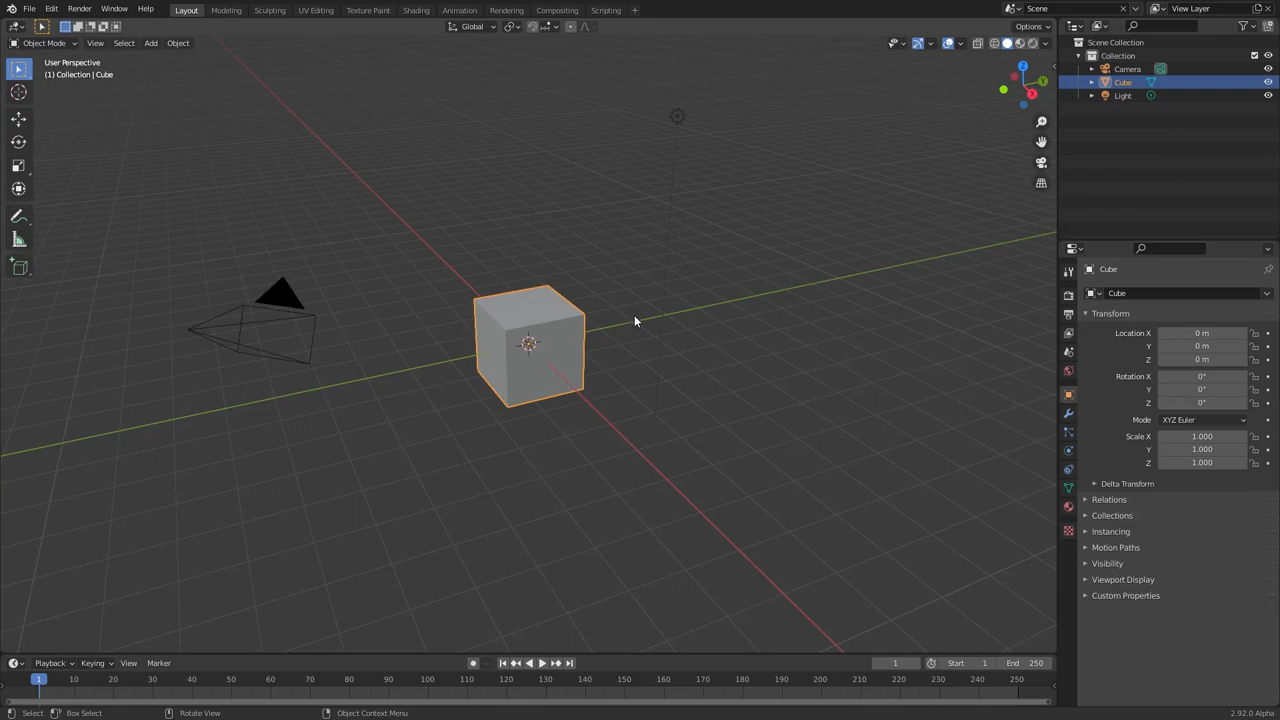 File Edit Render Window Help Layout Modeling Sculpting UV Editing Texture Paint Shading Animation Rendering Compositing Scripting + Scene View Layer
Global Options
Object Mode View Select Add Object
User Perspective
(1) Collection | Cube
Z
Y
X
Scene Collection
Collection
Camera
Cube
Light
Cube
Cube
Transform
Location X 0 m
Y 0 m
Z 0 m
Rotation X 0°
Y 0°
Z 0°
Mode XYZ Euler
Scale X 1.000
Y 1.000
Z 1.000
Delta Transform
Relations
Collections
Instancing
Motion Paths
Visibility
Viewport Display
Custom Properties
Playback Keying View Marker 1 Start 1 End 250
1 10 20 30 40 50 60 70 80 90 100 110 120 130 140 150 160 170 180 190 200 210 220 230 240 250
Select Box Select Rotate View Object Context Menu 2.92.0 Alpha